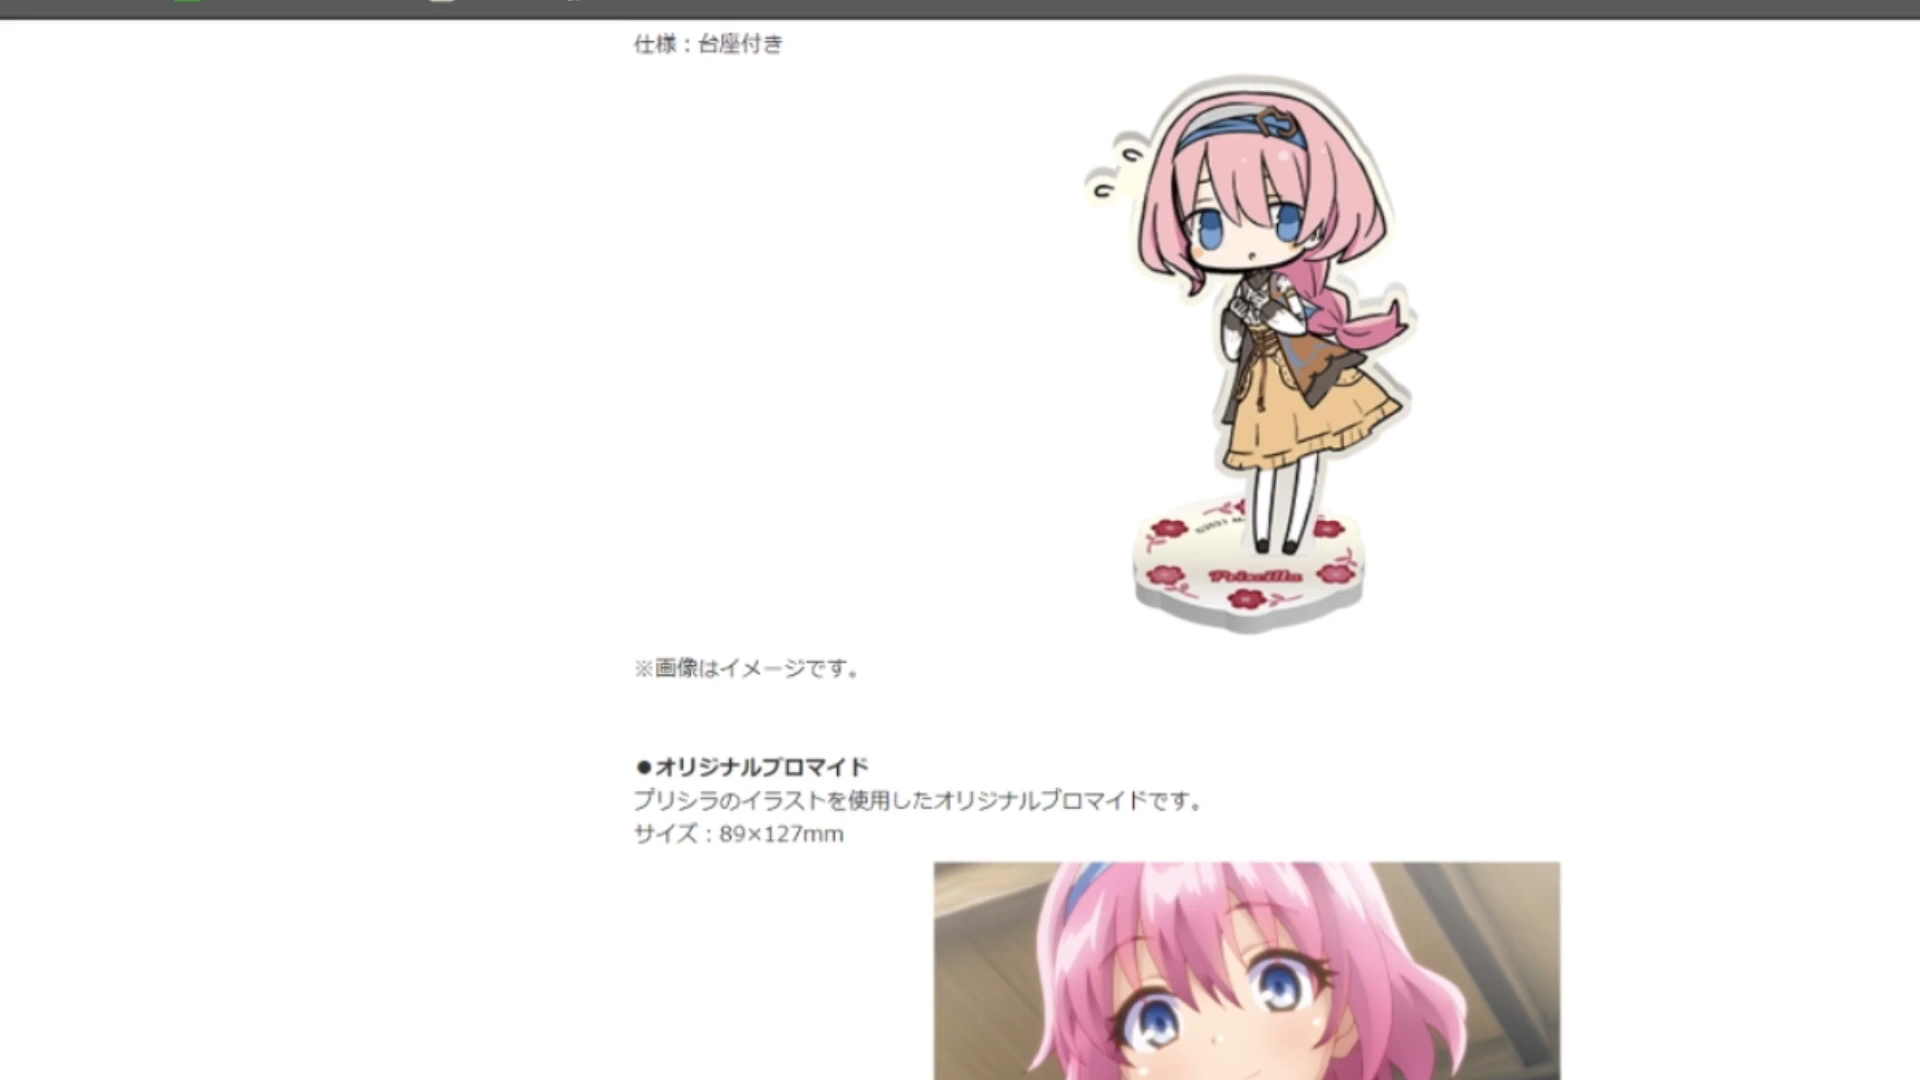 仕様：台座付き
Priscilla
※画像はイメージです。
●オリジナルブロマイド
プリシラのイラストを使用したオリジナルブロマイドです。
サイズ：89×127mm